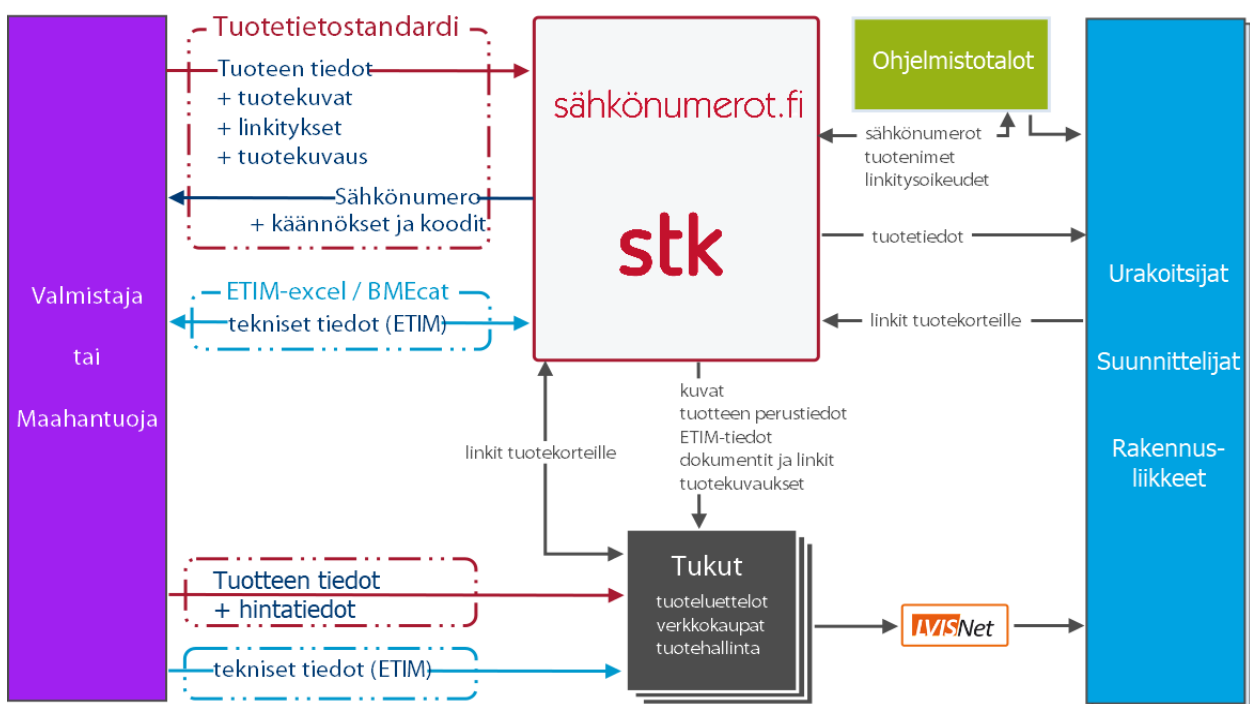 Tuotetietostandardi
Tuoteen tiedot
+ tuotekuvat
+ linkitykset
+ tuotekuvaus
Sähkönumero
+ käännökset ja koodit
Valmistaja
tai
Maahantuoja
ETIM-excel / BMEcat
tekniset tiedot (ETIM)
sähkönumerot.fi
stk
Ohjelmistotalot
sähkönumerot
tuotenimet
linkitysoikeudet
tuotetiedot
linkit tuotekorteille
Urakoitsijat
Suunnittelijat
Rakennus-
liikkeet
kuvat
tuotteen perustiedot
ETIM-tiedot
dokumentit ja linkit
tuotekuvaukset
linkit tuotekorteille
Tuotteen tiedot
+ hintatiedot
tekniset tiedot (ETIM)
Tukut
tuoteluettelot
verkkokaupat
tuotehallinta
LVISNet